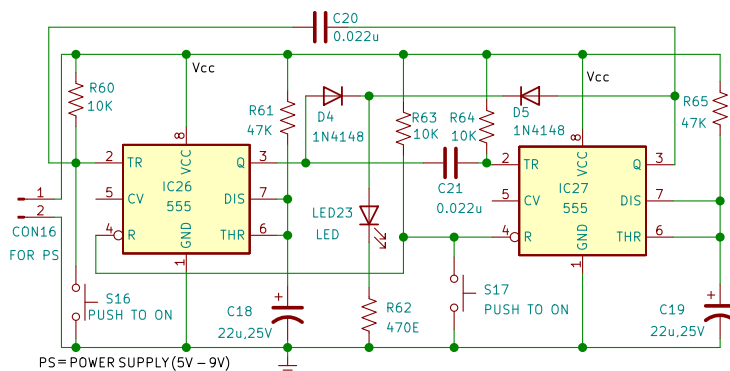 C20
0.022u
Vcc
Vcc
R60
10K
R61
47K
D4
1N4148
R63
10K
R64
10K
D5
1N4148
R65
47K
8
VCC
2
TR
Q
3
5
CV
IC26
555
DIS
7
4
R
GND
THR
6
1
8
VCC
2
TR
Q
3
5
CV
IC27
555
DIS
7
4
R
GND
THR
6
1
C21
0.022u
1
2
CON16
FOR PS
LED23
LED
S16
PUSH TO ON
C18
22u,25V
R62
470E
S17
PUSH TO ON
C19
22u,25V
+
+
PS=POWER SUPPLY(5V – 9V)